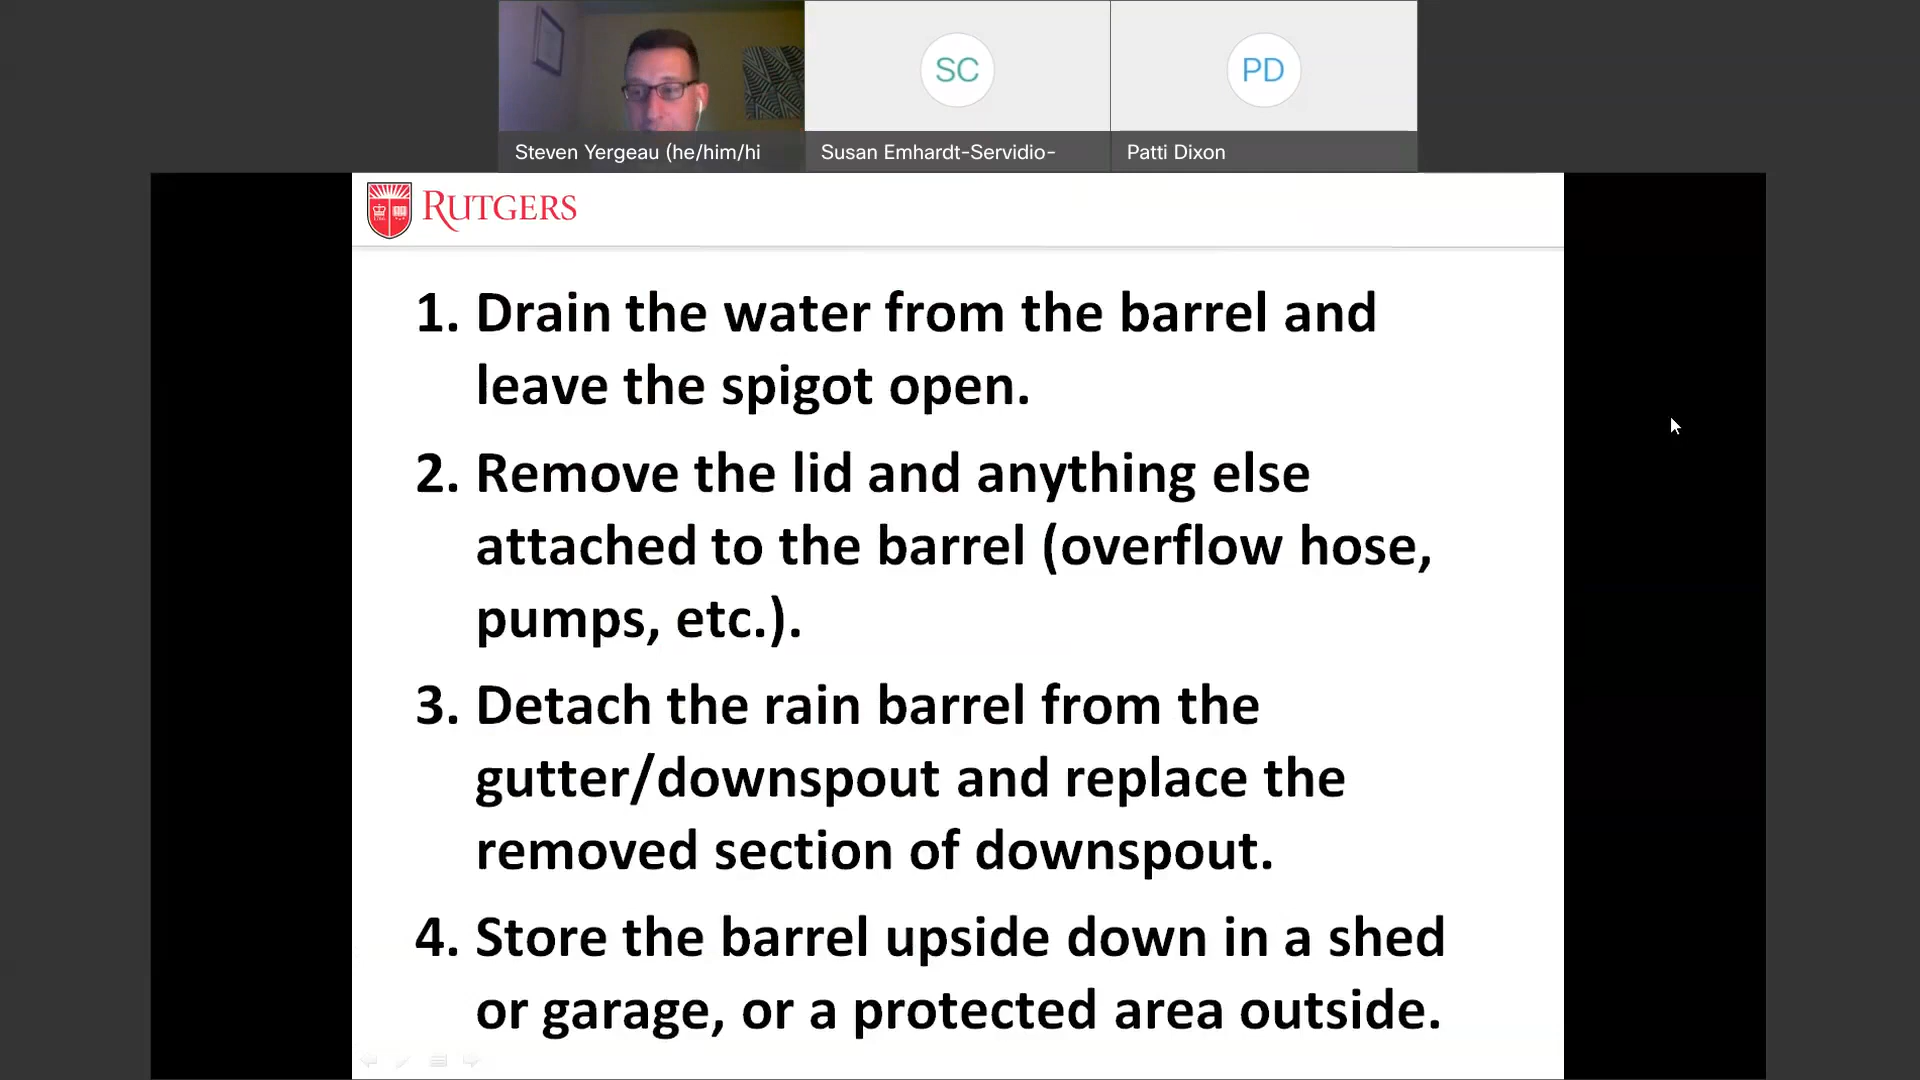 SC
PD
Steven Yergeau (he/him/hi
Susan Emhardt-Servidio-
Patti Dixon
RUTGERS
1. Drain the water from the barrel and
leave the spigot open.
2. Remove the lid and anything else
attached to the barrel (overflow hose,
pumps, etc.).
3. Detach the rain barrel from the
gutter/downspout and replace the
removed section of downspout.
4. Store the barrel upside down in a shed
or garage, or a protected area outside.